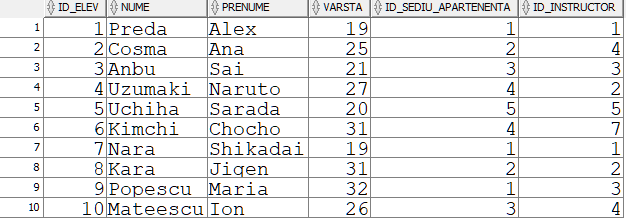 ID_ELEV NUME PRENUME VARSTA ID_SEDIU_APARTENENTA ID_INSTRUCTOR
1 1 Preda Alex 19 1 1
2 2 Cosma Ana 25 2 4
3 3 Anbu Sai 21 3 3
4 4 Uzumaki Naruto 27 4 2
5 5 Uchiha Sarada 20 5 5
6 6 Kimchi Chocho 31 4 7
7 7 Nara Shikadai 19 1 1
8 8 Kara Jigen 31 2 2
9 9 Popescu Maria 32 1 3
10 10 Mateescu Ion 26 3 4